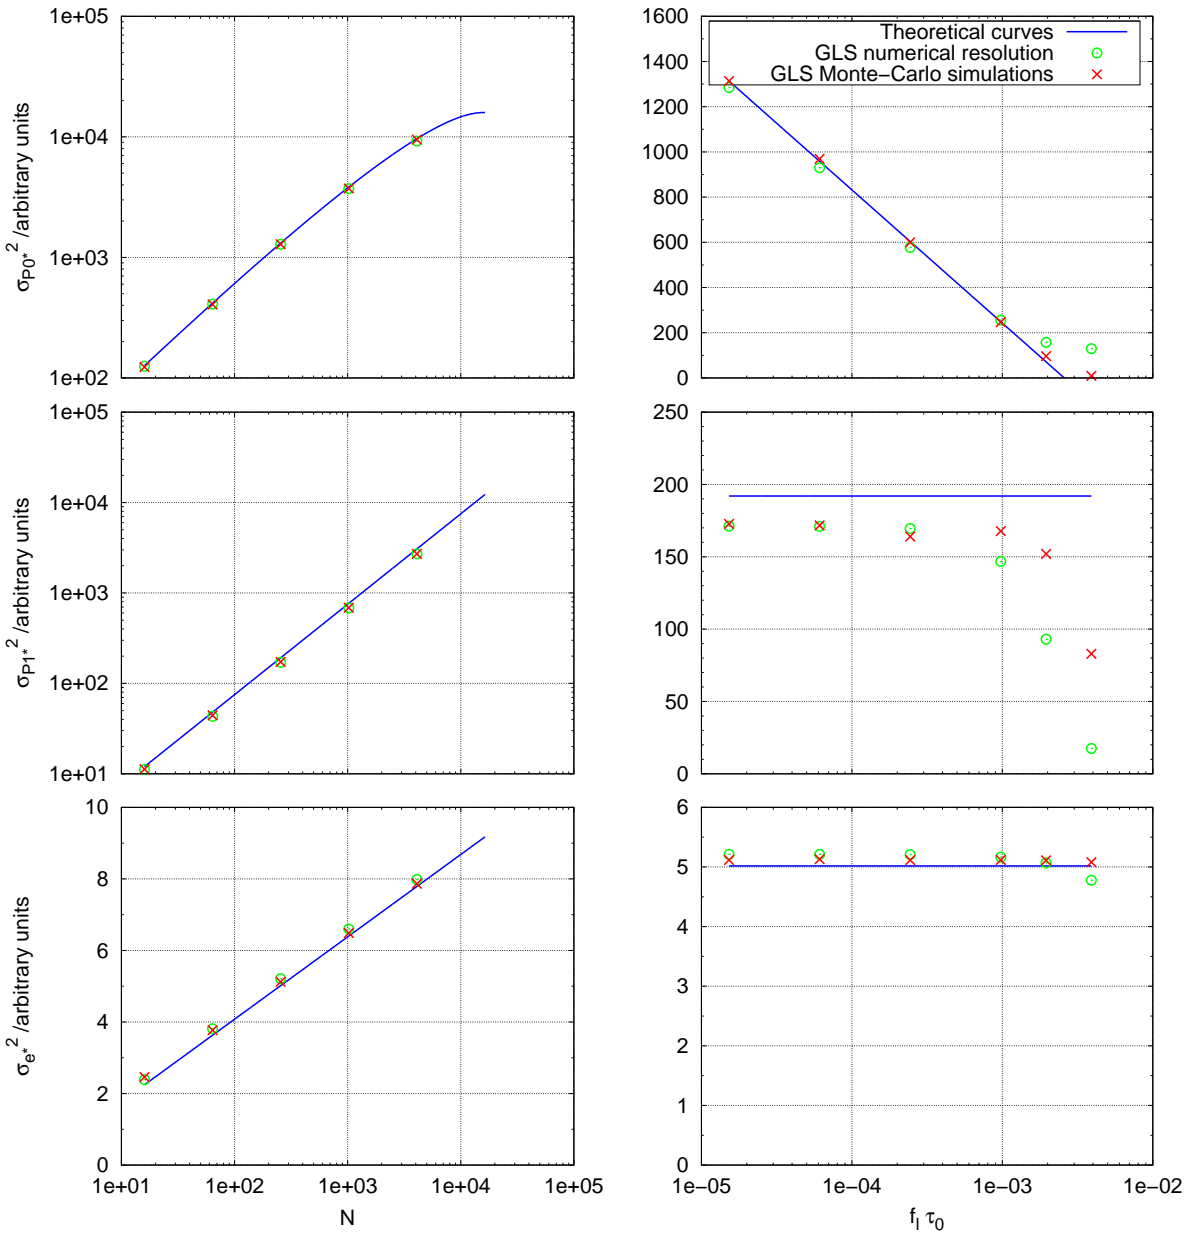 1e+05
1e+04
1e+03
1e+02
σP0*² /arbitrary units
1600
1400
1200
1000
800
600
400
200
0
Theoretical curves
GLS numerical resolution
GLS Monte−Carlo simulations
1e+05
1e+04
1e+03
1e+02
1e+01
σP1*² /arbitrary units
250
200
150
100
50
0
10
8
6
4
2
0
σe*² /arbitrary units
1e+01 1e+02 1e+03 1e+04 1e+05
N
6
5
4
3
2
1
0
1e−05 1e−04 1e−03 1e−02
fl τ0